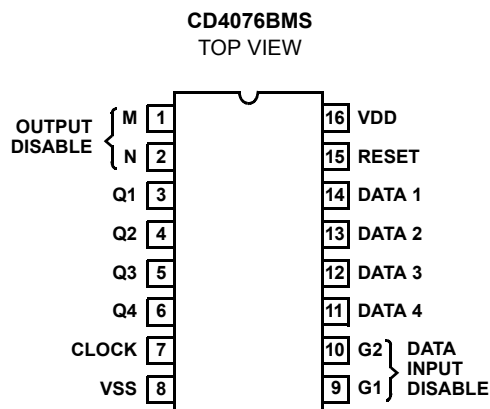 CD4076BMS
TOP VIEW
OUTPUT
DISABLE
M 1
N 2
Q1 3
Q2 4
Q3 5
Q4 6
CLOCK 7
VSS 8
16 VDD
15 RESET
14 DATA 1
13 DATA 2
12 DATA 3
11 DATA 4
10 G2
9 G1
DATA
INPUT
DISABLE